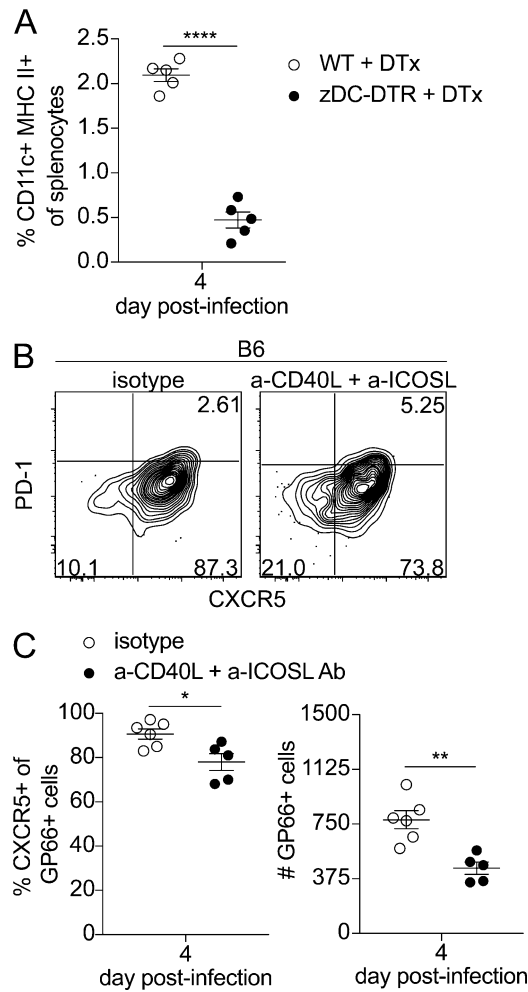 A
% CD11c+ MHC II+
of splenocytes
2.5
2.0
1.5
1.0
0.5
0.0
****
4
day post-infection
WT + DTx
zDC-DTR + DTx
B
B6
isotype
a-CD40L + a-ICOSL
PD-1
2.61
10.1
87.3
5.25
21.0
73.8
CXCR5
C
isotype
a-CD40L + a-ICOSL Ab
% CXCR5+ of
GP66+ cells
100
80
60
40
20
0
*
4
day post-infection
# GP66+ cells
1500
1125
750
375
0
**
4
day post-infection